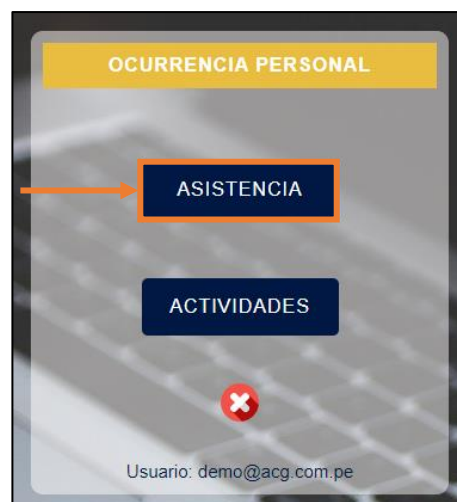 OCURRENCIA PERSONAL
ASISTENCIA
ACTIVIDADES
Usuario: demo@acg.com.pe